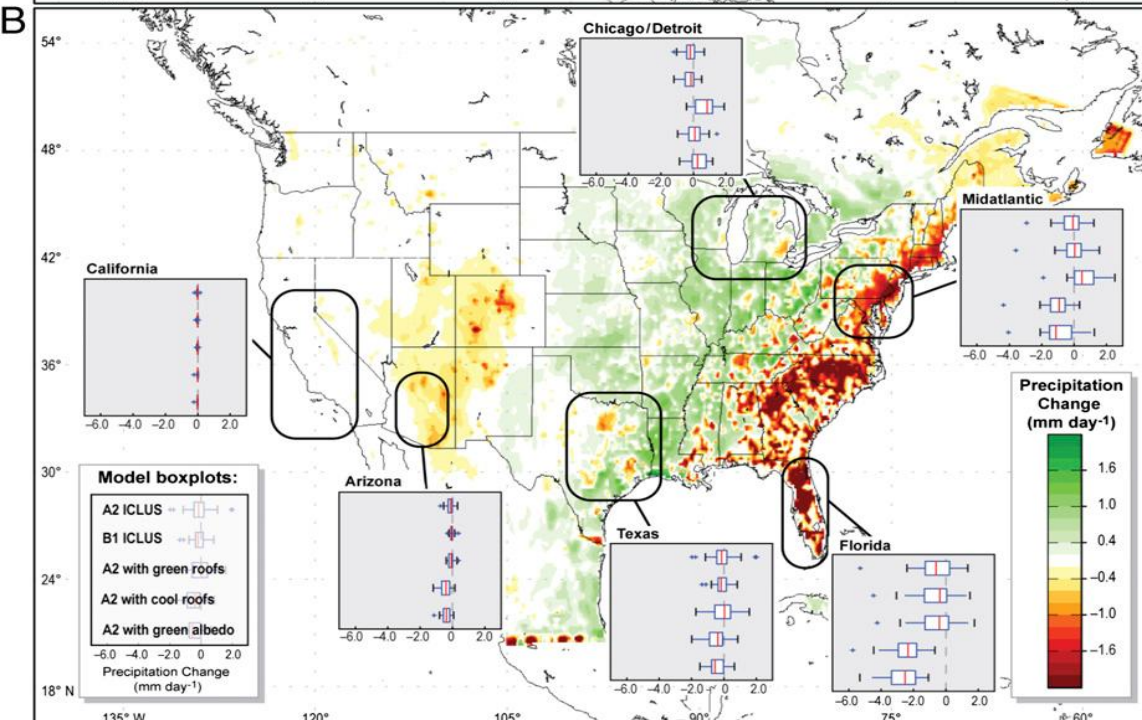 B
54°
48°
42°
36°
30°
24°
18° N
135° W
120°
105°
90°
75°
60°
Chicago/Detroit
−6.0 −4.0 −2.0 0 2.0
Midatlantic
−6.0 −4.0 −2.0 0 2.0
California
−6.0 −4.0 −2.0 0 2.0
Arizona
−6.0 −4.0 −2.0 0 2.0
Texas
−6.0 −4.0 −2.0 0 2.0
Florida
−6.0 −4.0 −2.0 0 2.0
Precipitation
Change
(mm day-1)
1.6
1.0
0.4
−0.4
−1.0
−1.6
Model boxplots:
A2 ICLUS
B1 ICLUS
A2 with green roofs
A2 with cool roofs
A2 with green albedo
−6.0 −4.0 −2.0 0 2.0
Precipitation Change
(mm day-1)